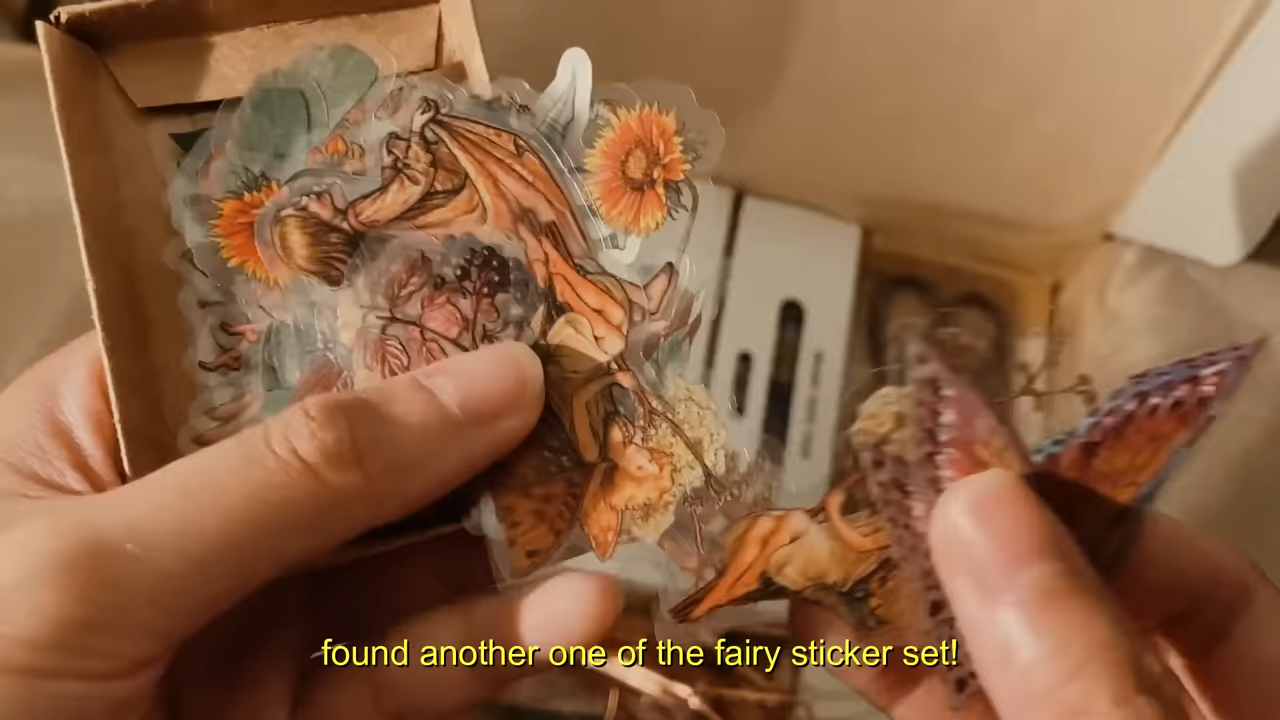 found another one of the fairy sticker set!